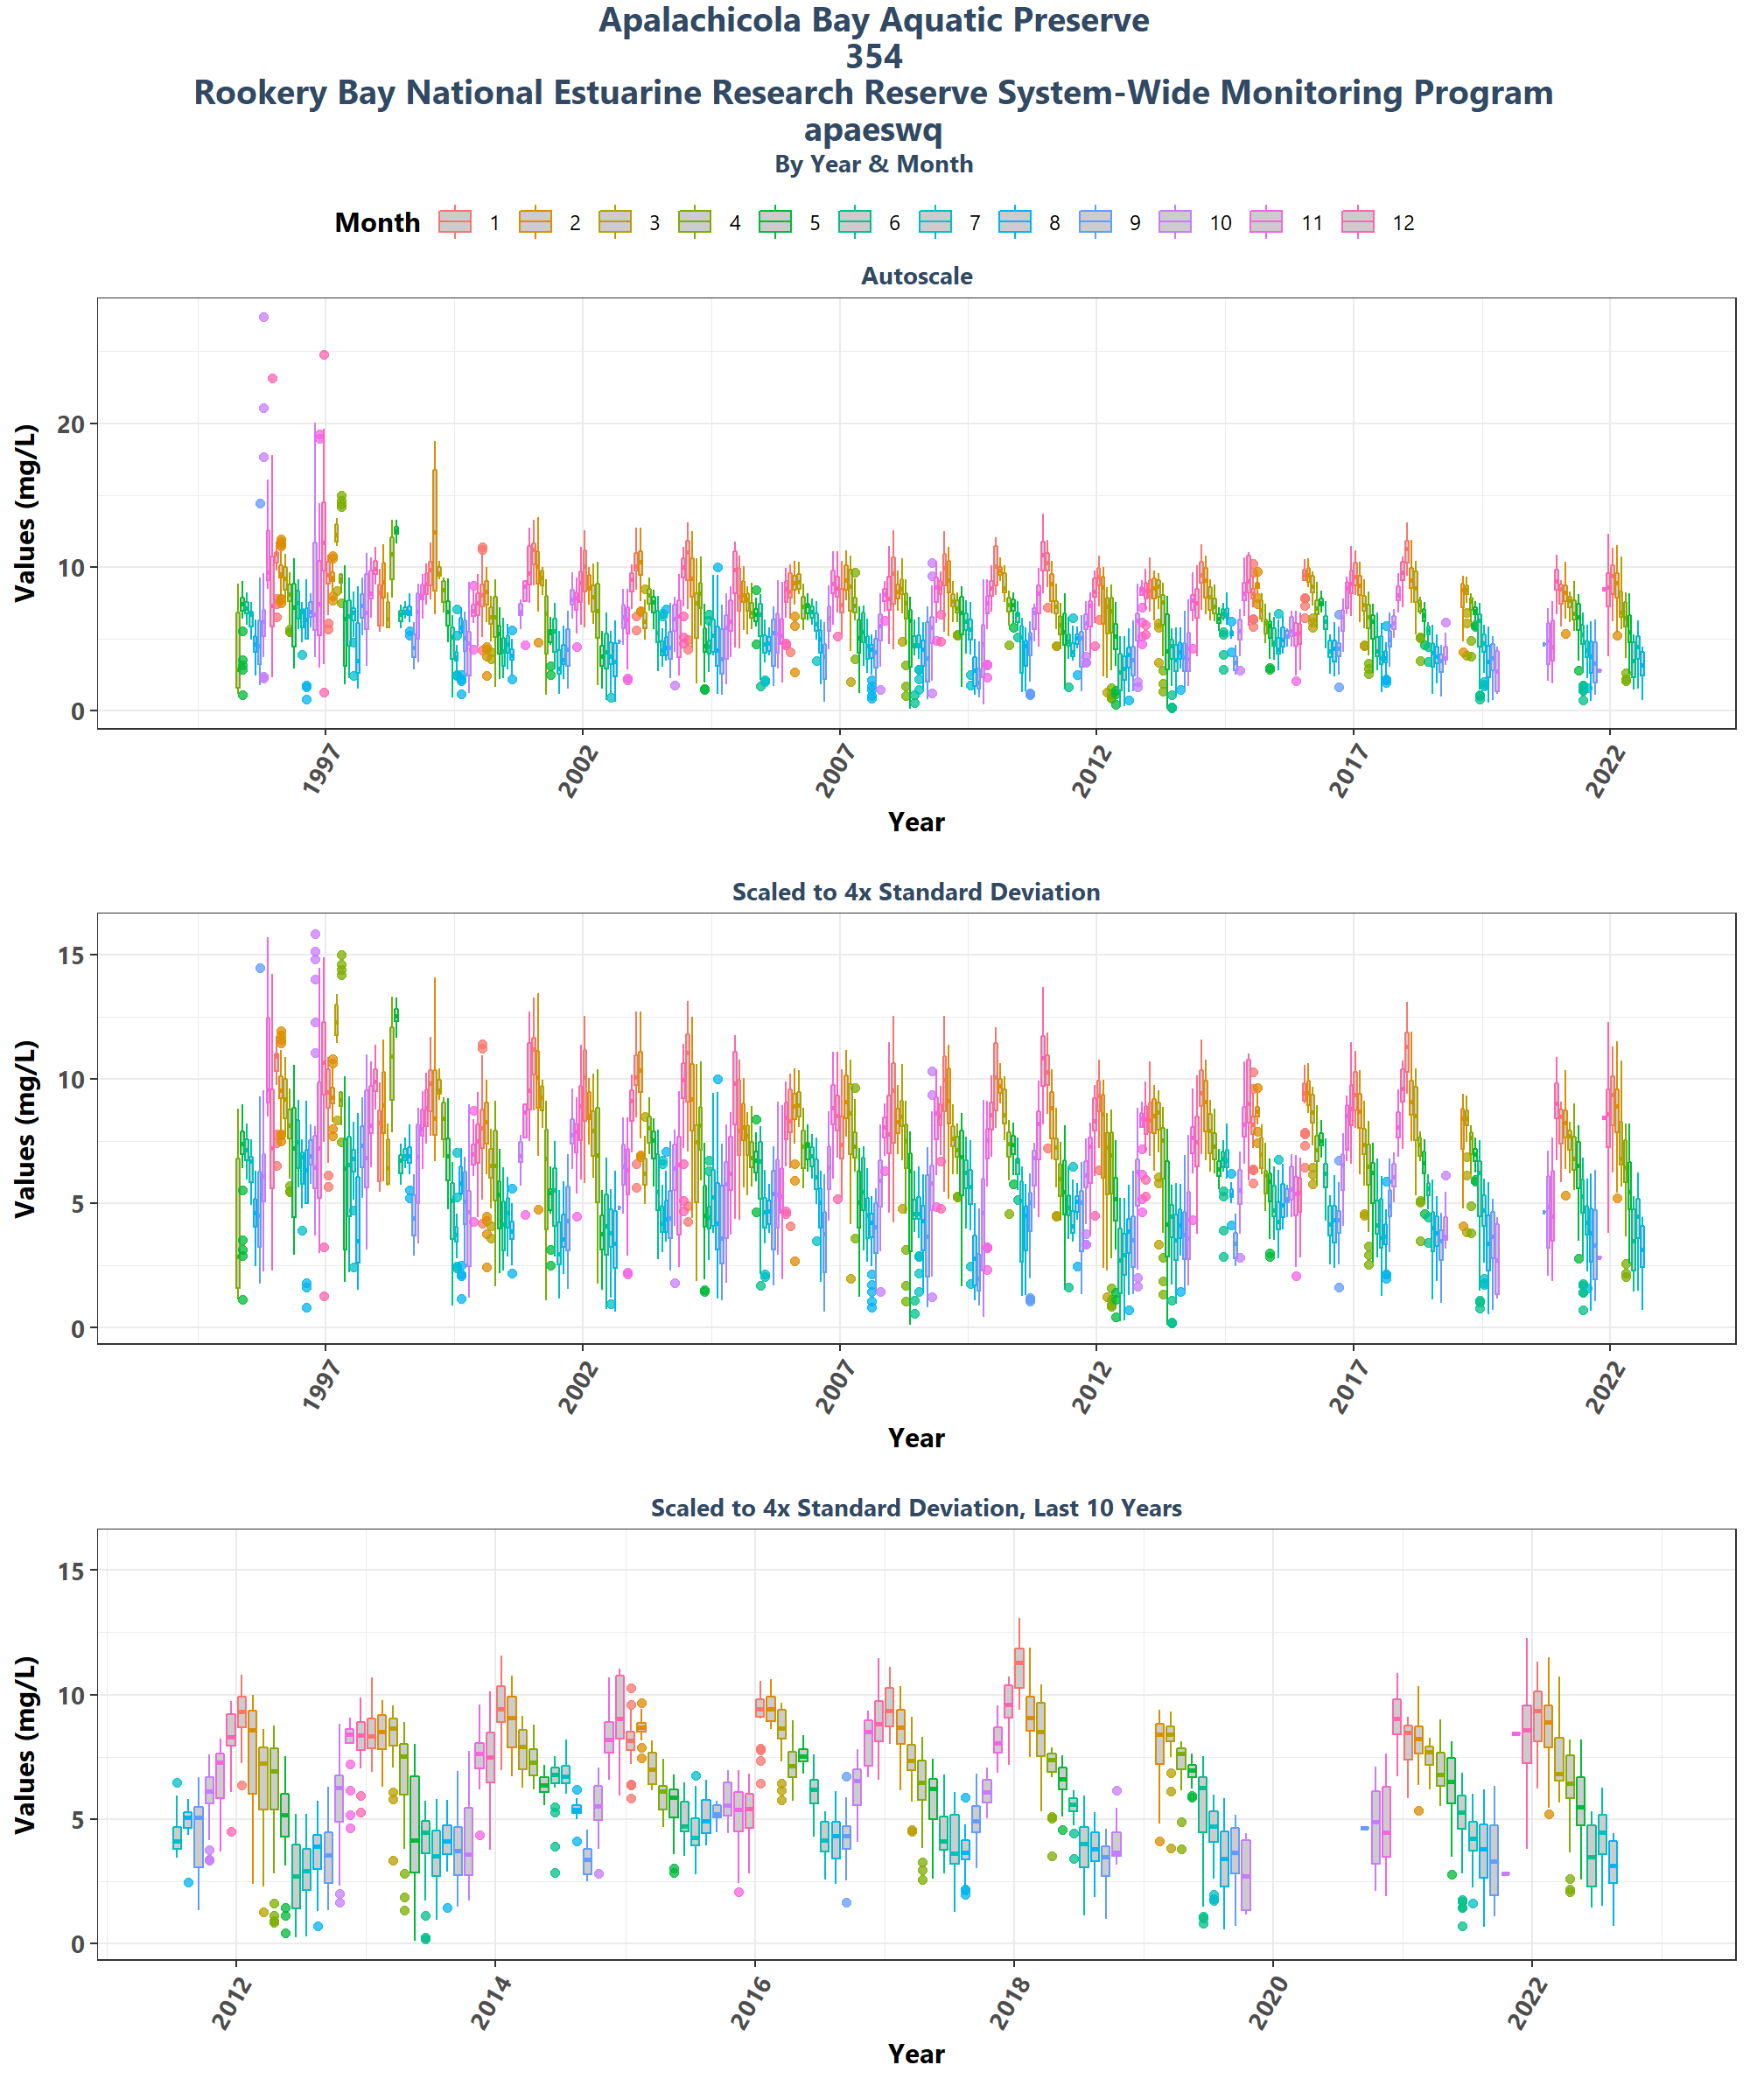 Apalachicola Bay Aquatic Preserve
354
Rookery Bay National Estuarine Research Reserve System-Wide Monitoring Program
apaeswq
By Year & Month
Month 1 2 3 4 5 6 7 8 9 10 11 12
Autoscale
Values (mg/L)
20
10
0
1997 2002 2007 2012 2017 2022
Year
Scaled to 4x Standard Deviation
Values (mg/L)
15
10
5
0
1997 2002 2007 2012 2017 2022
Year
Scaled to 4x Standard Deviation, Last 10 Years
Values (mg/L)
15
10
5
0
2012 2014 2016 2018 2020 2022
Year